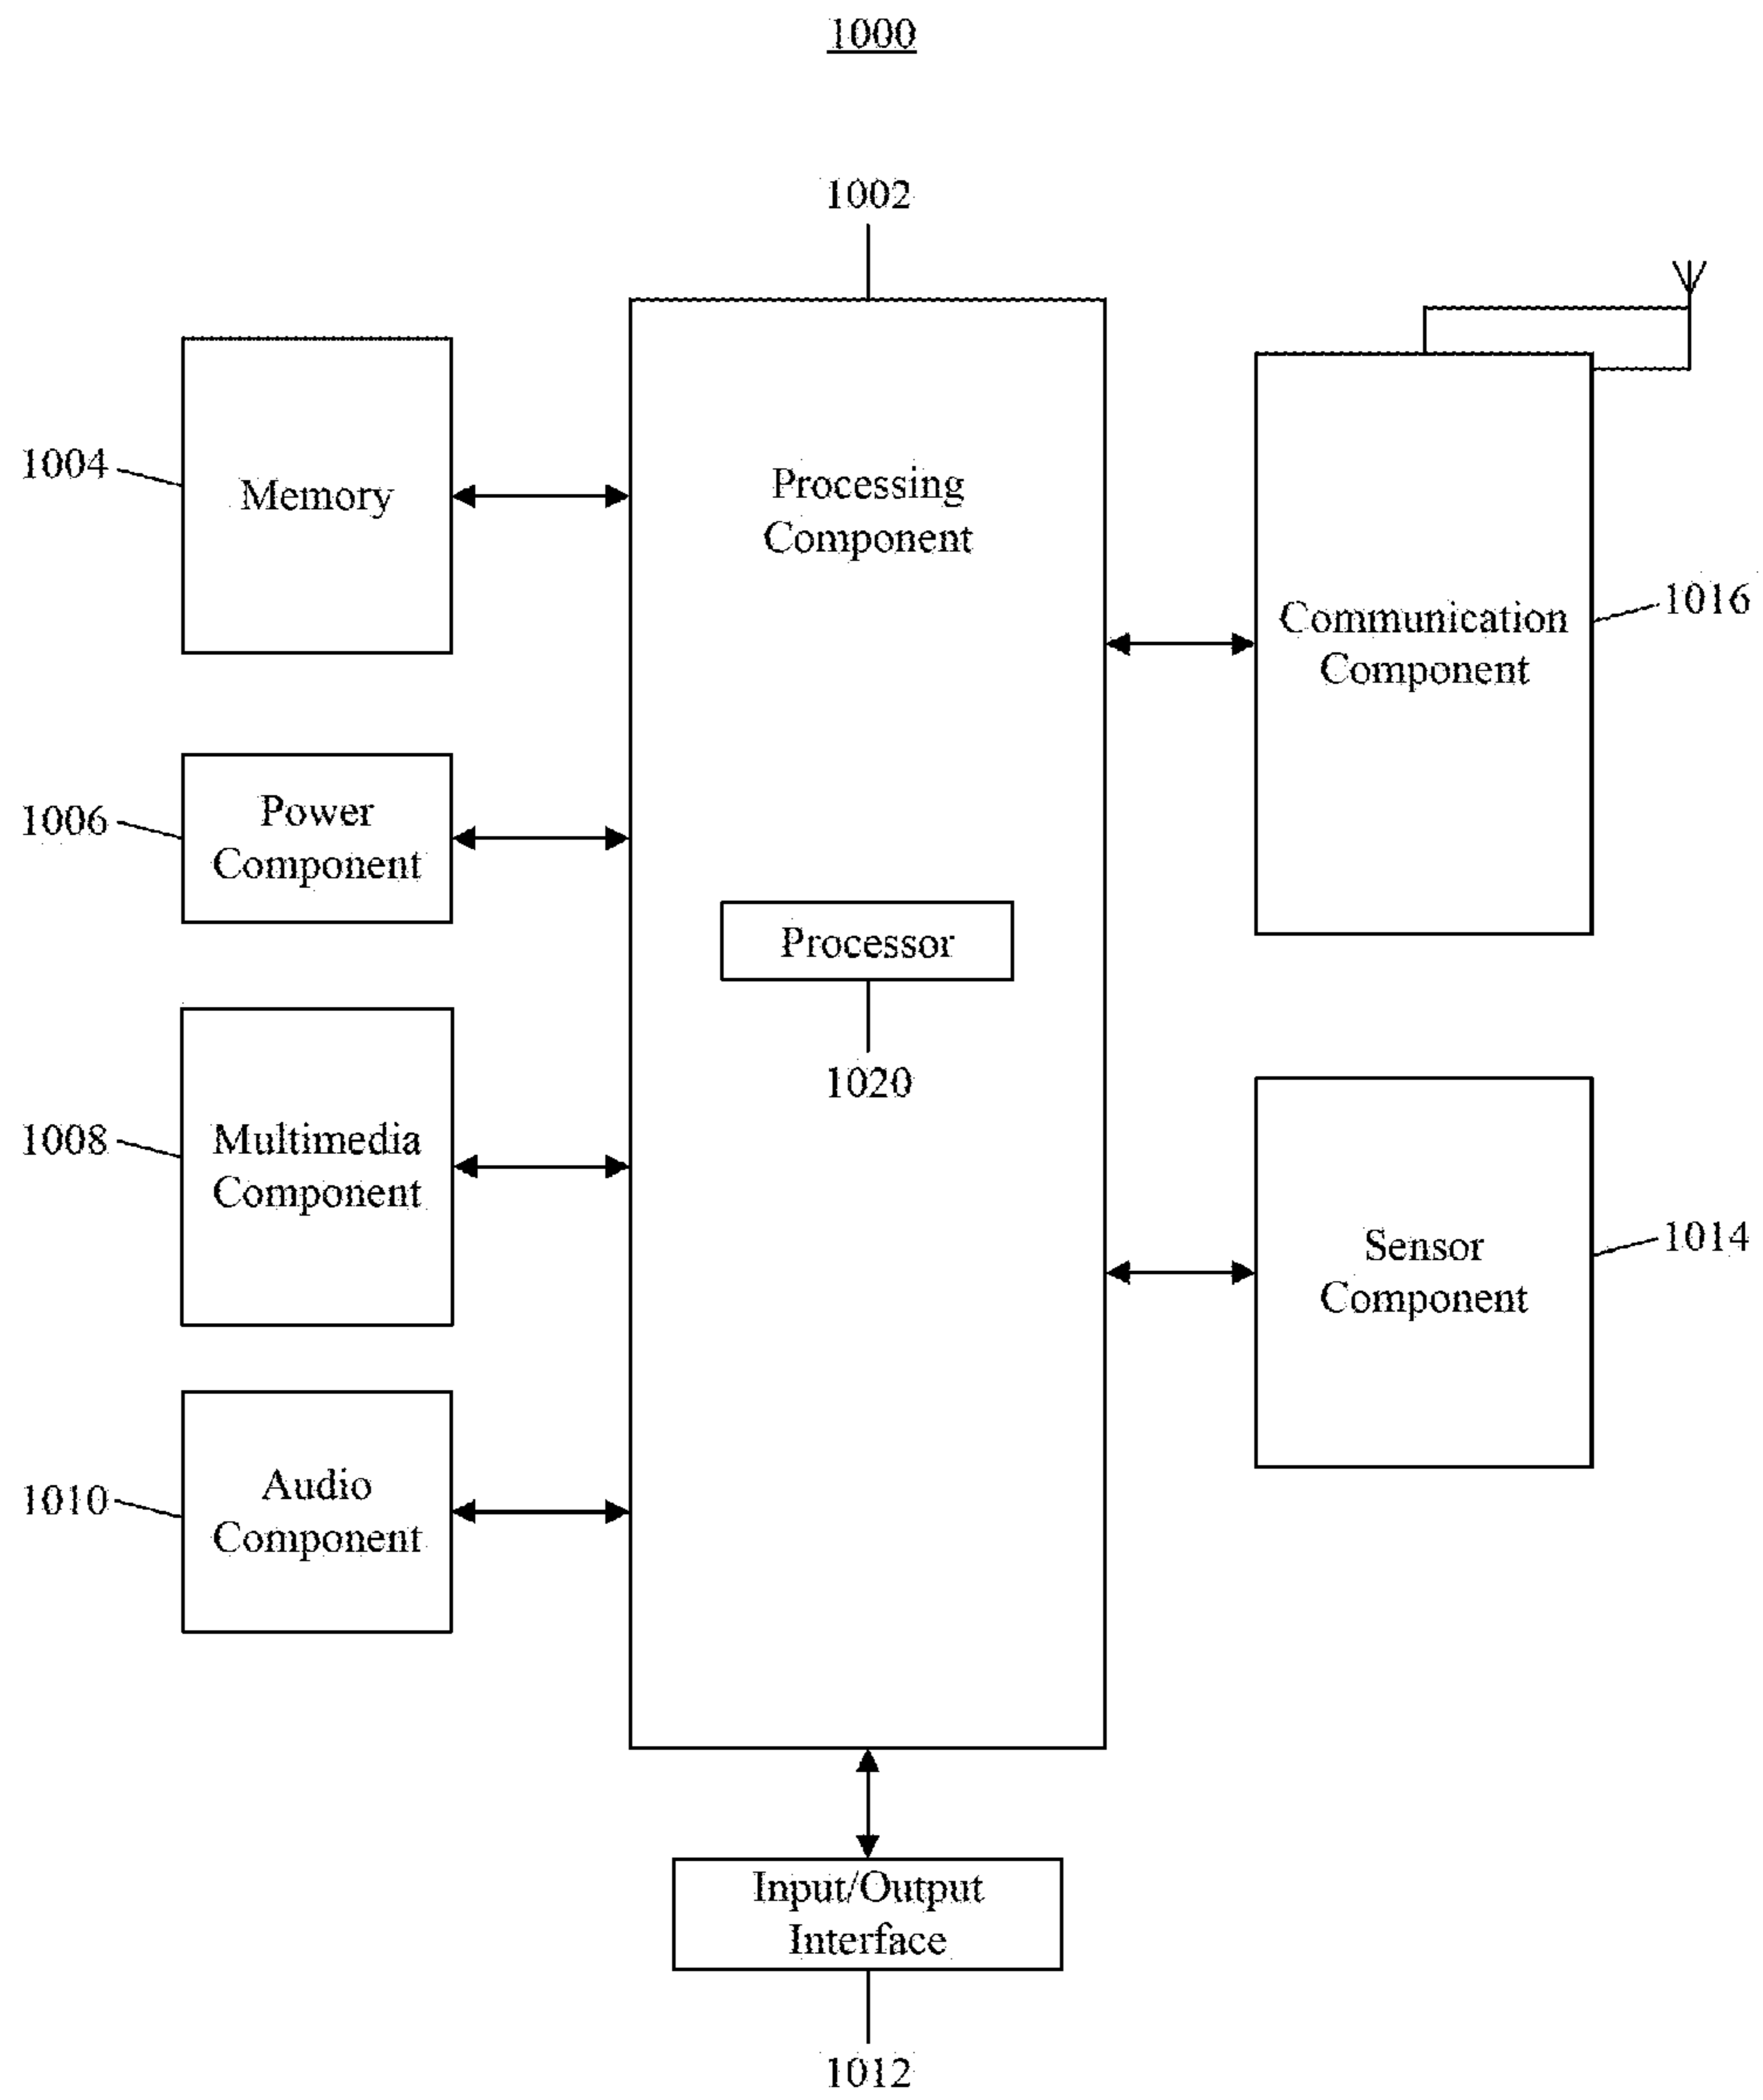 1000
1002
1004
Memory
Processing
Component
Communication
Component
1016
1006
Power
Component
Processor
1020
1008
Multimedia
Component
Sensor
Component
1014
1010
Audio
Component
Input/Output
Interface
1012